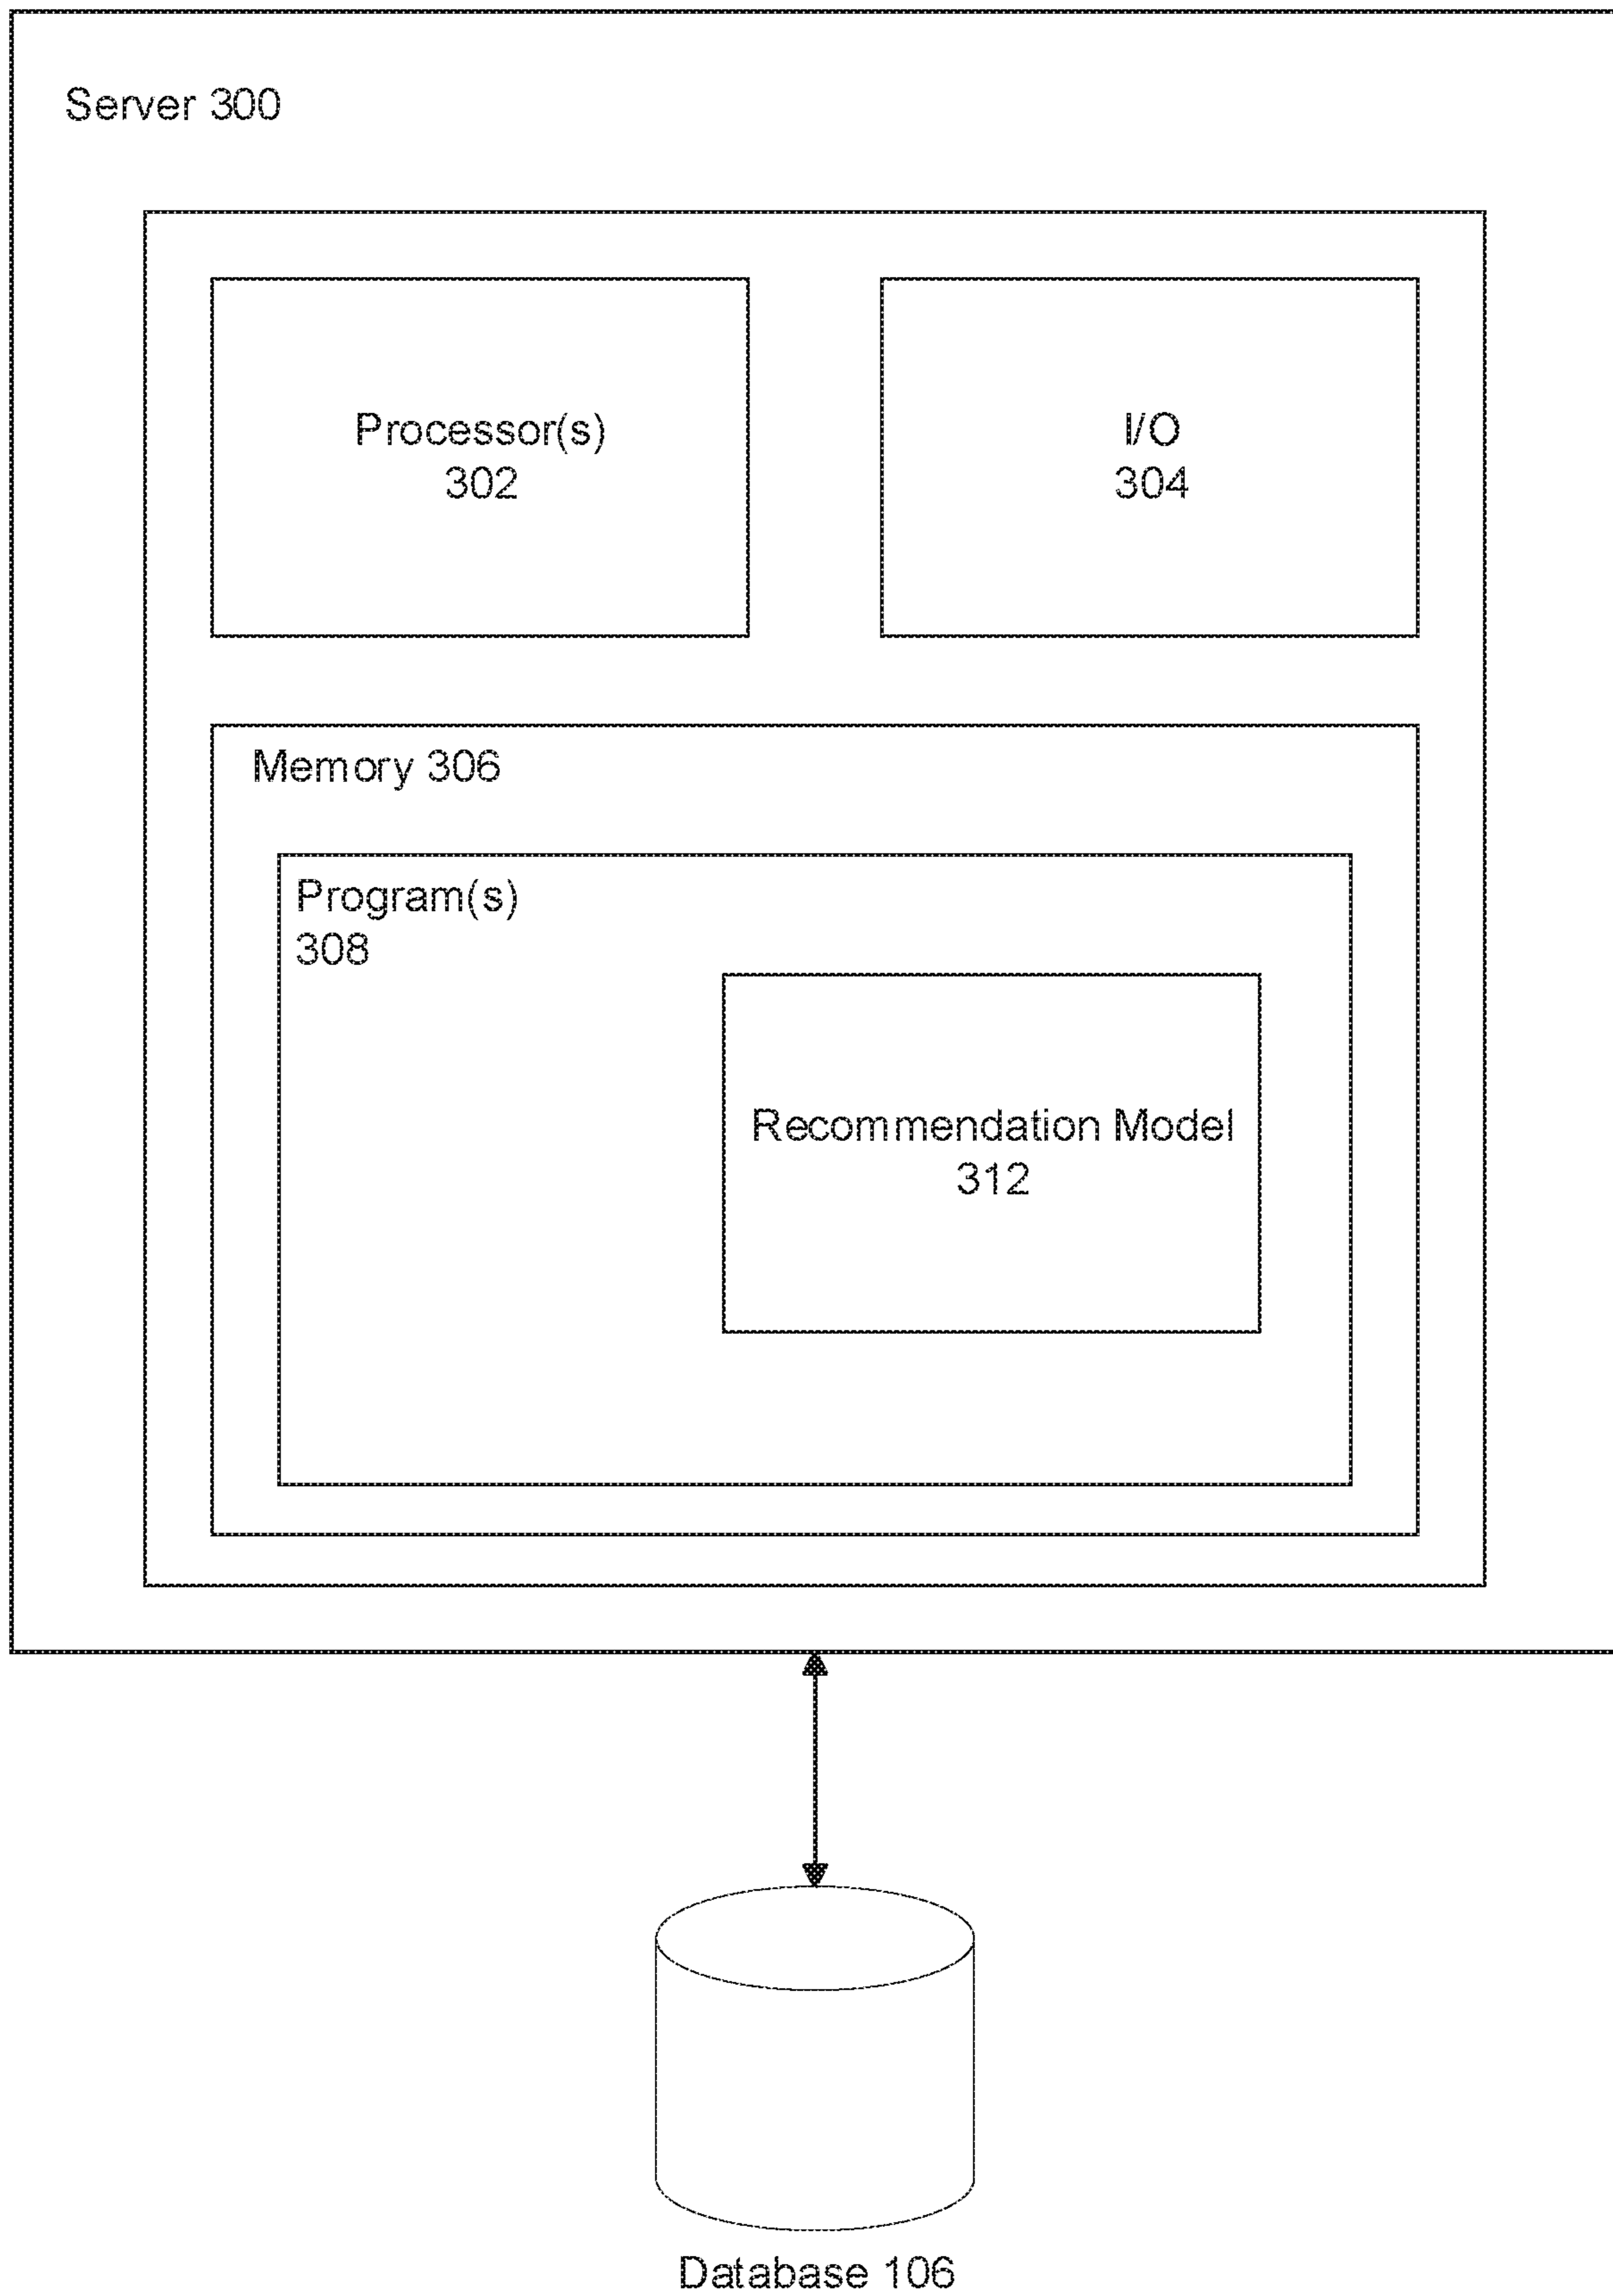 Server 300
Processor(s)
302
I/O
304
Memory 306
Program(s)
308
Recommendation Model
312
Database 106